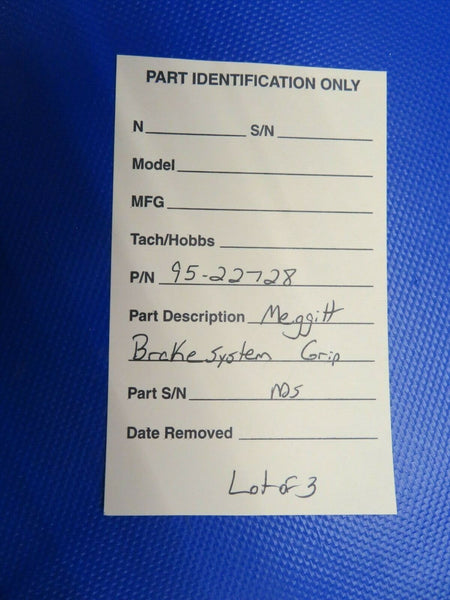 PART IDENTIFICATION ONLY
N S/N
Model
MFG
Tach/Hobbs
P/N 95-22728
Part Description Meggitt
Brake system Grip
Part S/N NDS
Date Removed
Lot of 3